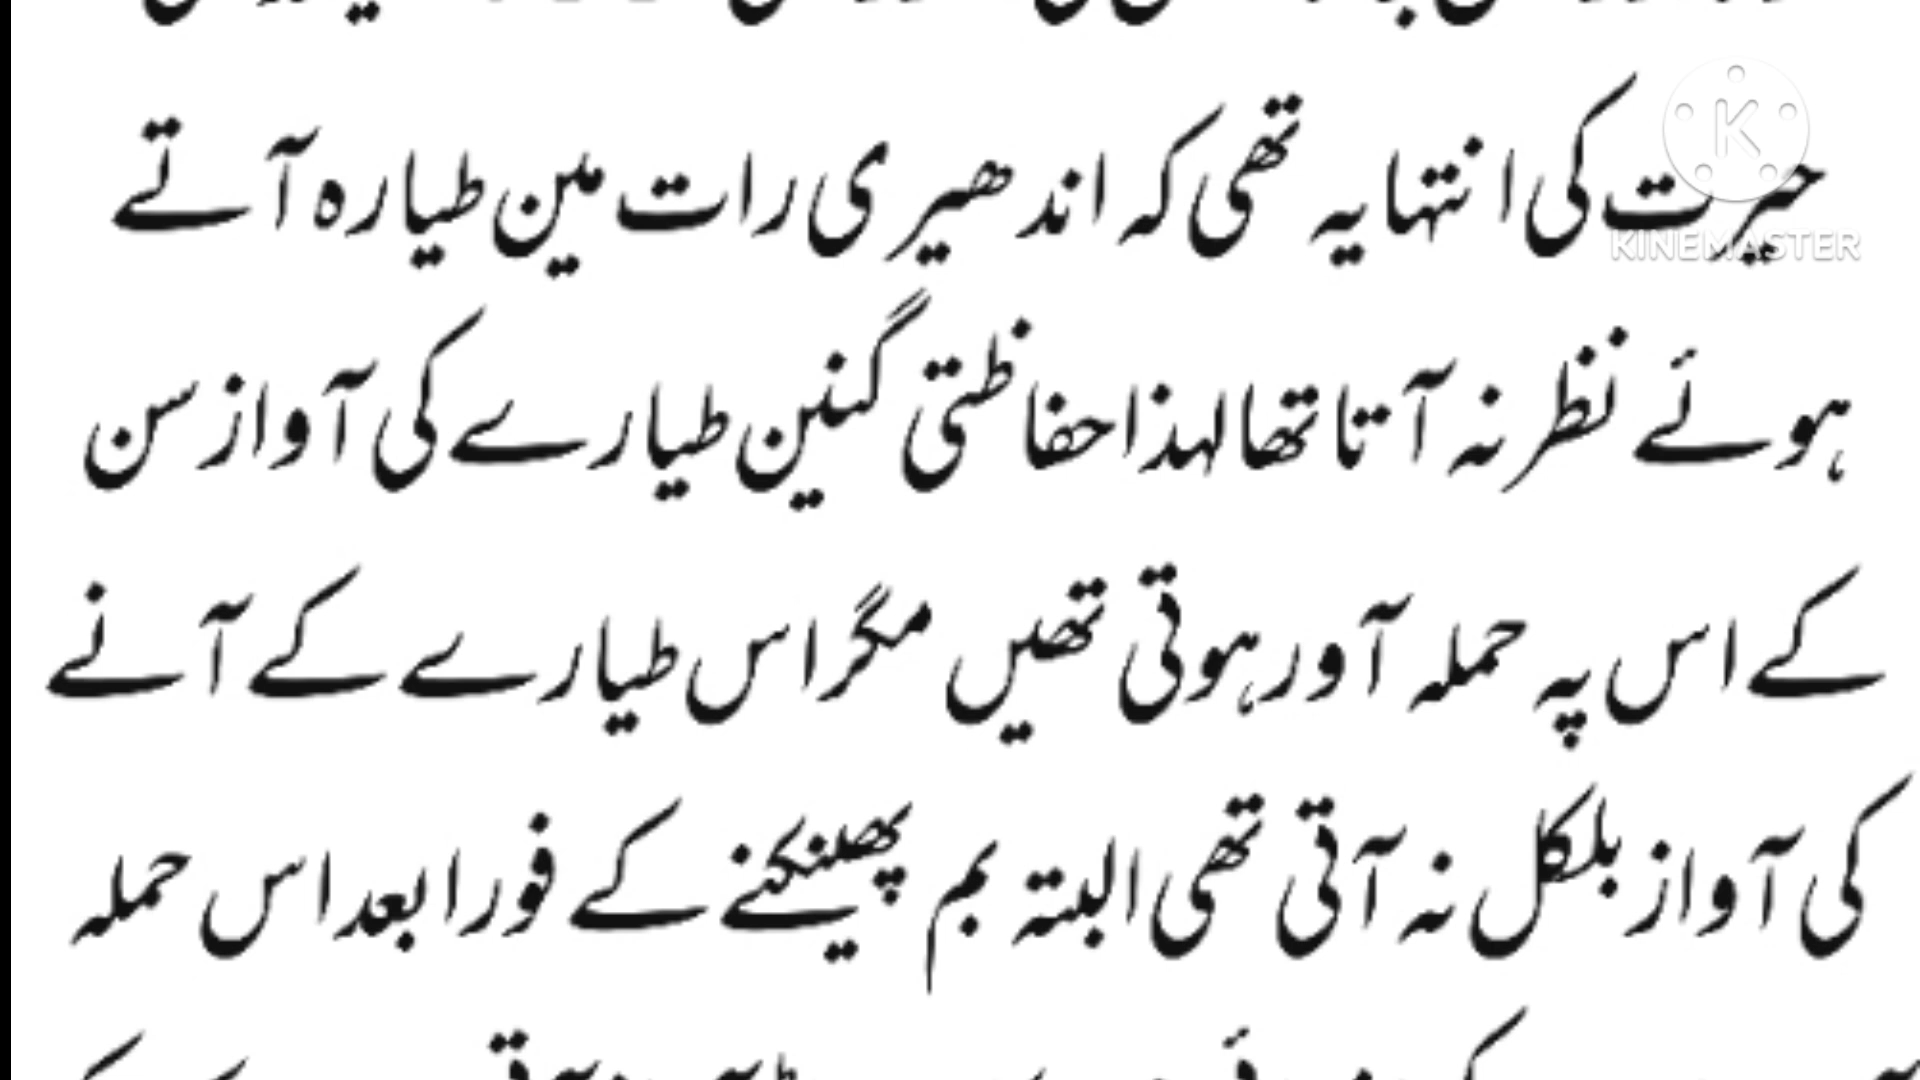 حیرت کی انتہا یہ تھی کہ اندھیری رات مین طیارہ آتے
K
KINEMASTER
ہوئے نظر نہ آتا تھا لہذا حفاظتی گنین طیارے کی آواز سن
کے اس پہ حملہ آور ہوتی تھیں مگر اس طیارے کے آنے
کی آواز بلکل نہ آتی تھی البتہ بم پھینکنے کے فورا بعد اس حملہ